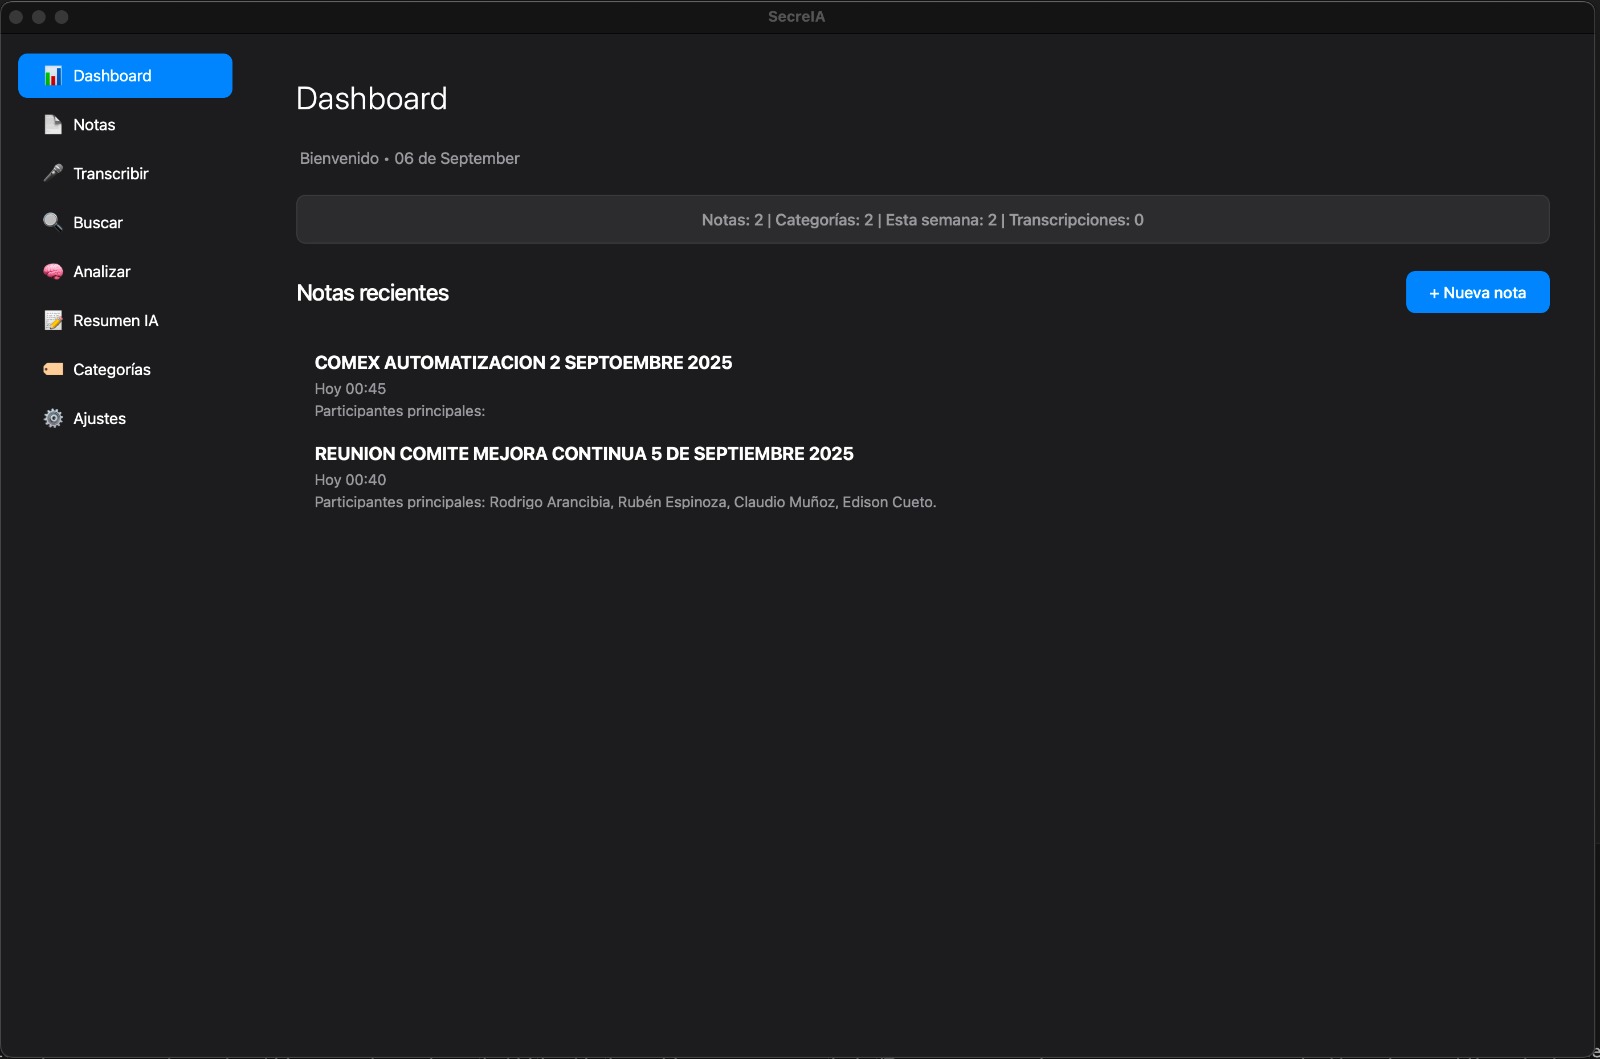 SecreIA
Dashboard
Notas
Transcribir
Buscar
Analizar
Resumen IA
Categorías
Ajustes
Dashboard
Bienvenido • 06 de September
Notas: 2 | Categorías: 2 | Esta semana: 2 | Transcripciones: 0
Notas recientes
+ Nueva nota
COMEX AUTOMATIZACION 2 SEPTOEMBRE 2025
Hoy 00:45
Participantes principales:
REUNION COMITE MEJORA CONTINUA 5 DE SEPTIEMBRE 2025
Hoy 00:40
Participantes principales: Rodrigo Arancibia, Rubén Espinoza, Claudio Muñoz, Edison Cueto.